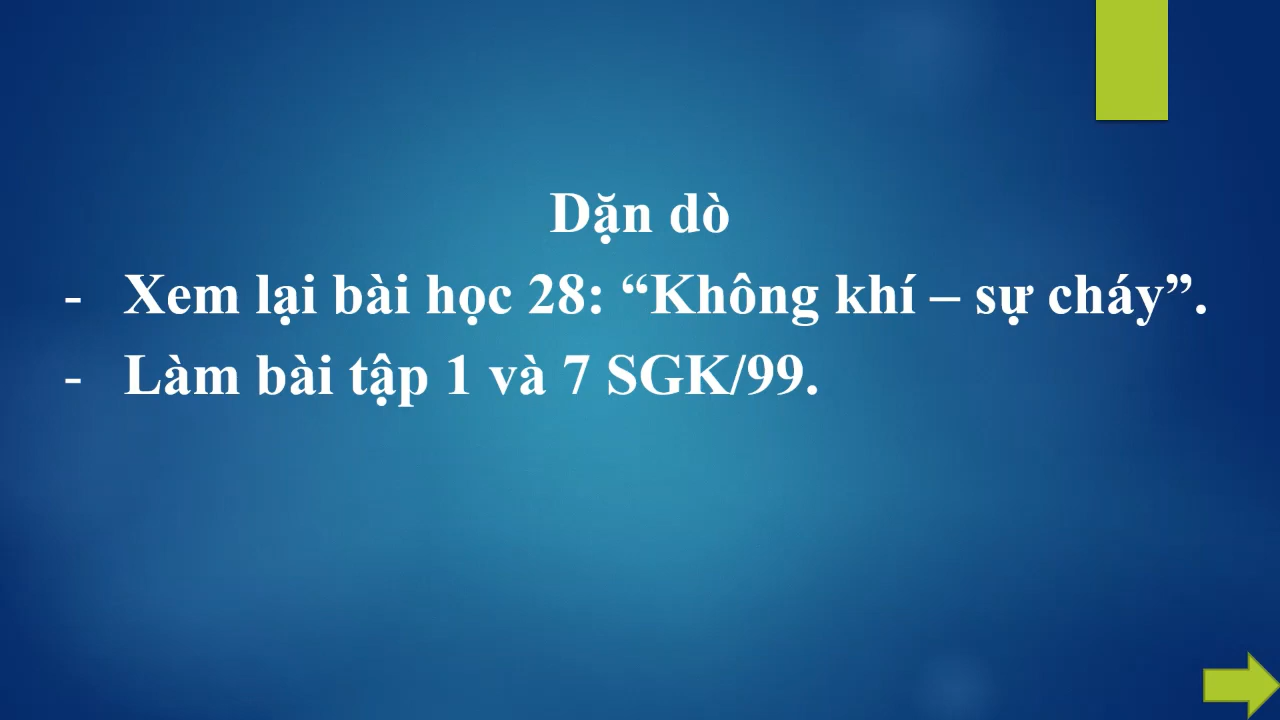 Dặn dò
- Xem lại bài học 28: “Không khí – sự cháy”.
- Làm bài tập 1 và 7 SGK/99.